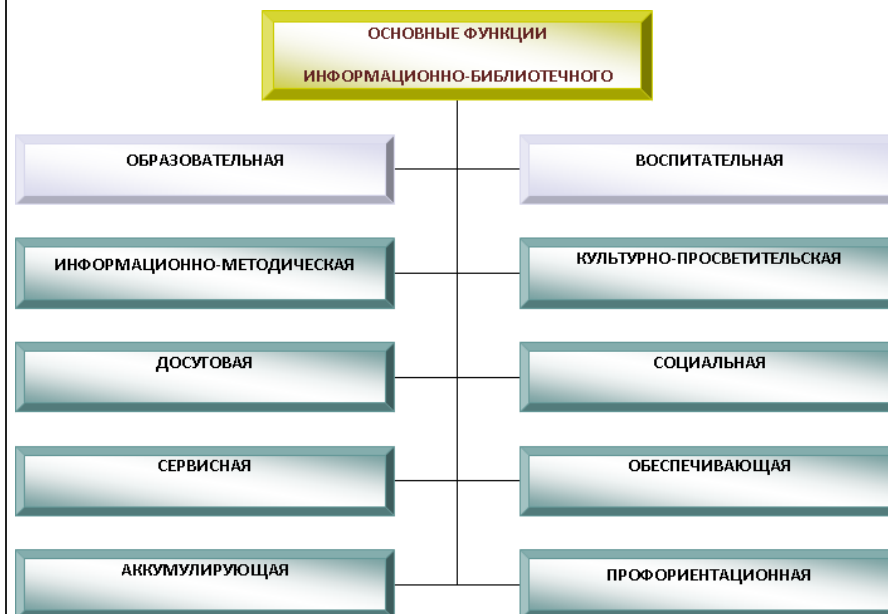 ОСНОВНЫЕ ФУНКЦИИ
ИНФОРМАЦИОННО-БИБЛИОТЕЧНОГО
ОБРАЗОВАТЕЛЬНАЯ
ВОСПИТАТЕЛЬНАЯ
ИНФОРМАЦИОННО-МЕТОДИЧЕСКАЯ
КУЛЬТУРНО-ПРОСВЕТИТЕЛЬСКАЯ
ДОСУГОВАЯ
СОЦИАЛЬНАЯ
СЕРВИСНАЯ
ОБЕСПЕЧИВАЮЩАЯ
АККУМУЛИРУЮЩАЯ
ПРОФОРИЕНТАЦИОННАЯ